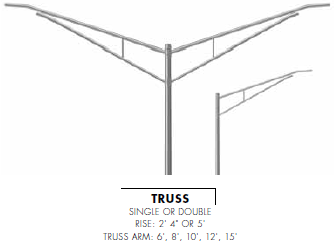 TRUSS
SINGLE OR DOUBLE
RISE: 2' 4" OR 5'
TRUSS ARM: 6', 8', 10', 12', 15'